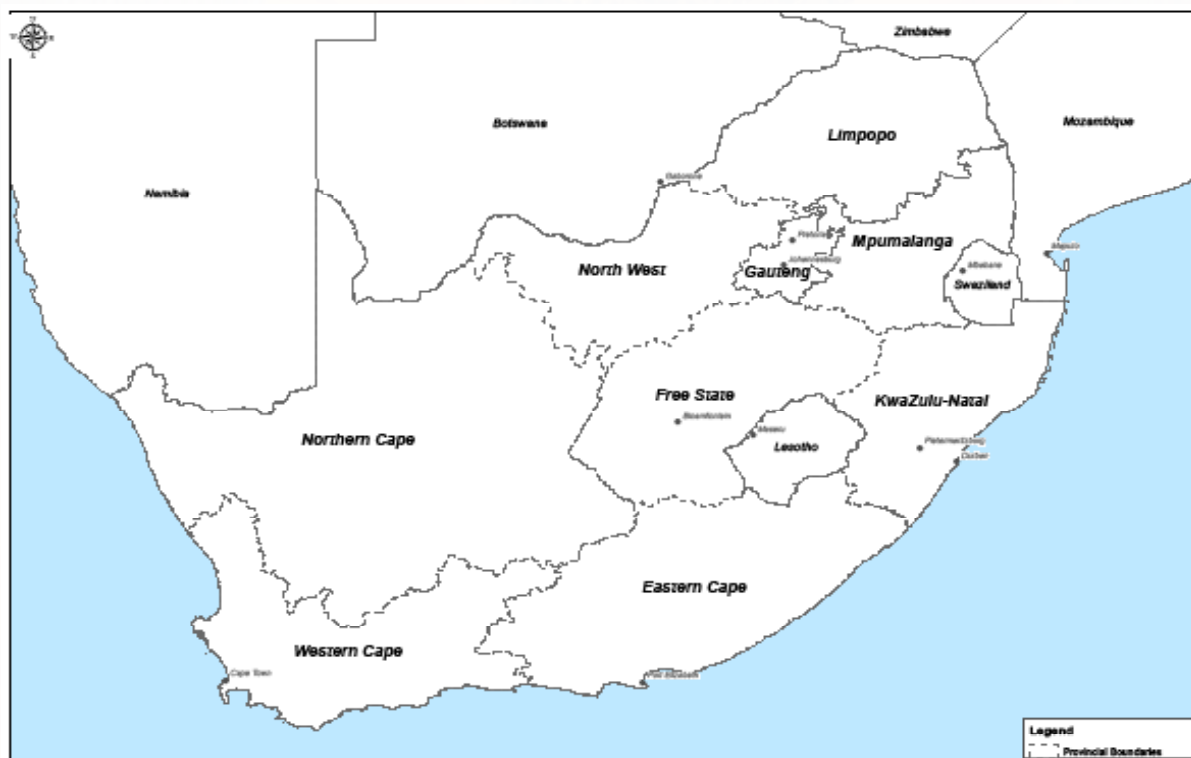 Zimbabwe
Botswana
Mozambique
Limpopo
Namibia
Gaborone
Pretoria
Mpumalanga
Maputo
North West
Johannesburg
Gauteng
Mbabane
Swaziland
Free State
KwaZulu-Natal
Bloemfontein
Maseru
Northern Cape
Lesotho
Pietermaritzburg
Durban
Eastern Cape
Western Cape
Cape Town
Port Elizabeth
Legend
Provincial Boundaries